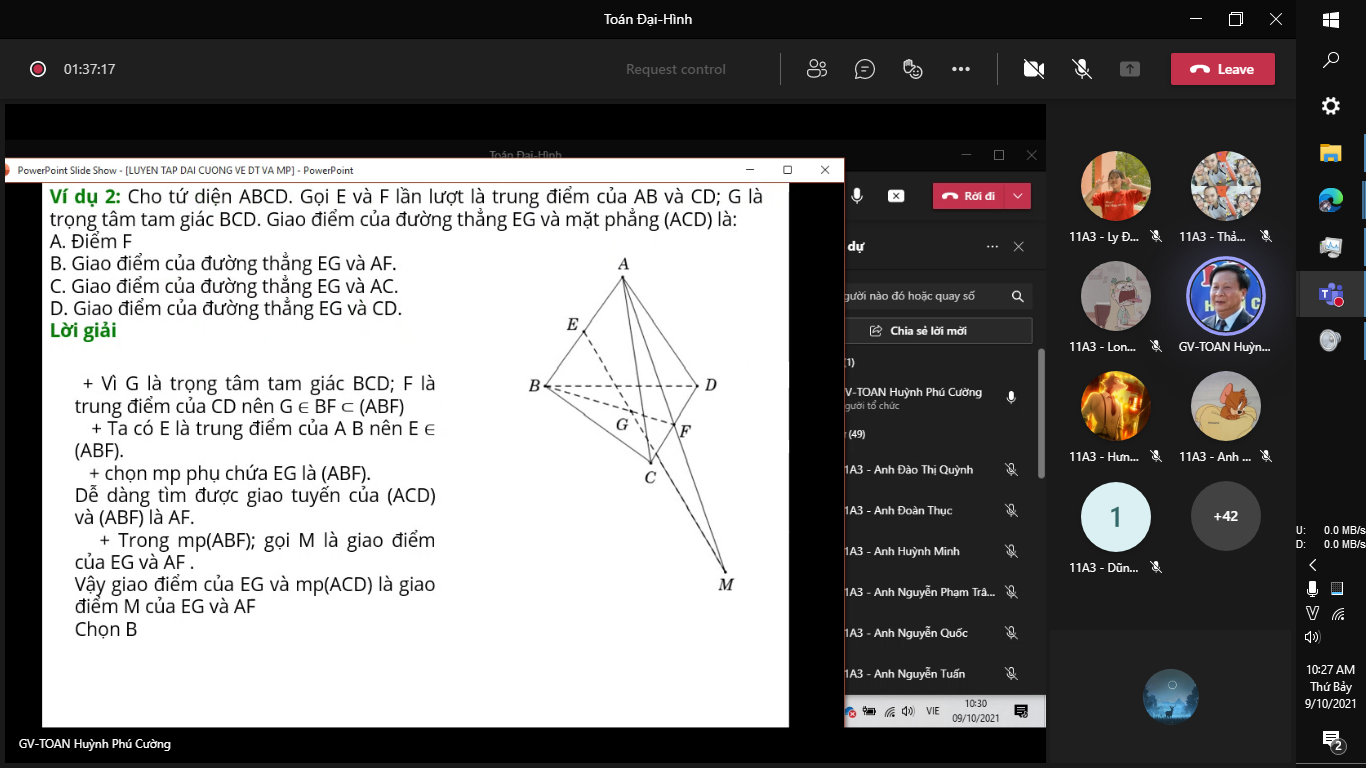 Toán Đại-Hình
01:37:17
Request control
Leave
Toán Đại-Hình
PowerPoint Slide Show - [LUYEN TAP DAI CUONG VE DT VA MP] - PowerPoint
Ví dụ 2: Cho tứ diện ABCD. Gọi E và F lần lượt là trung điểm của AB và CD; G là
trọng tâm tam giác BCD. Giao điểm của đường thẳng EG và mặt phẳng (ACD) là:
A. Điểm F
B. Giao điểm của đường thẳng EG và AF.
C. Giao điểm của đường thẳng EG và AC.
D. Giao điểm của đường thẳng EG và CD.
Lời giải
+ Vì G là trọng tâm tam giác BCD; F là
trung điểm của CD nên G ∈ BF ⊂ (ABF)
+ Ta có E là trung điểm của A B nên E ∈
(ABF).
+ chọn mp phụ chứa EG là (ABF).
Dễ dàng tìm được giao tuyến của (ACD)
và (ABF) là AF.
+ Trong mp(ABF); gọi M là giao điểm
của EG và AF .
Vậy giao điểm của EG và mp(ACD) là giao
điểm M của EG và AF
Chọn B
A
E
B
D
G
F
C
M
Rời đi
dự
gười nào đó hoặc quay số
Chia sẻ lời mời
(1)
V-TOAN Huỳnh Phú Cường
gười tổ chức
(49)
1A3 - Anh Đào Thị Quỳnh
1A3 - Anh Đoàn Thục
1A3 - Anh Huỳnh Minh
1A3 - Anh Nguyễn Phạm Trâ...
1A3 - Anh Nguyễn Quốc
1A3 - Anh Nguyễn Tuấn
VIE
10:30
09/10/2021
GV-TOAN Huỳnh Phú Cường
11A3 - Ly Đ...
11A3 - Thả...
11A3 - Lon...
GV-TOAN Huỳn...
11A3 - Hưn...
11A3 - Anh ...
1
+42
11A3 - Dũn...
U: 0.0 MB/s
D: 0.0 MB/s
10:27 AM
Thứ Bảy
9/10/2021
2